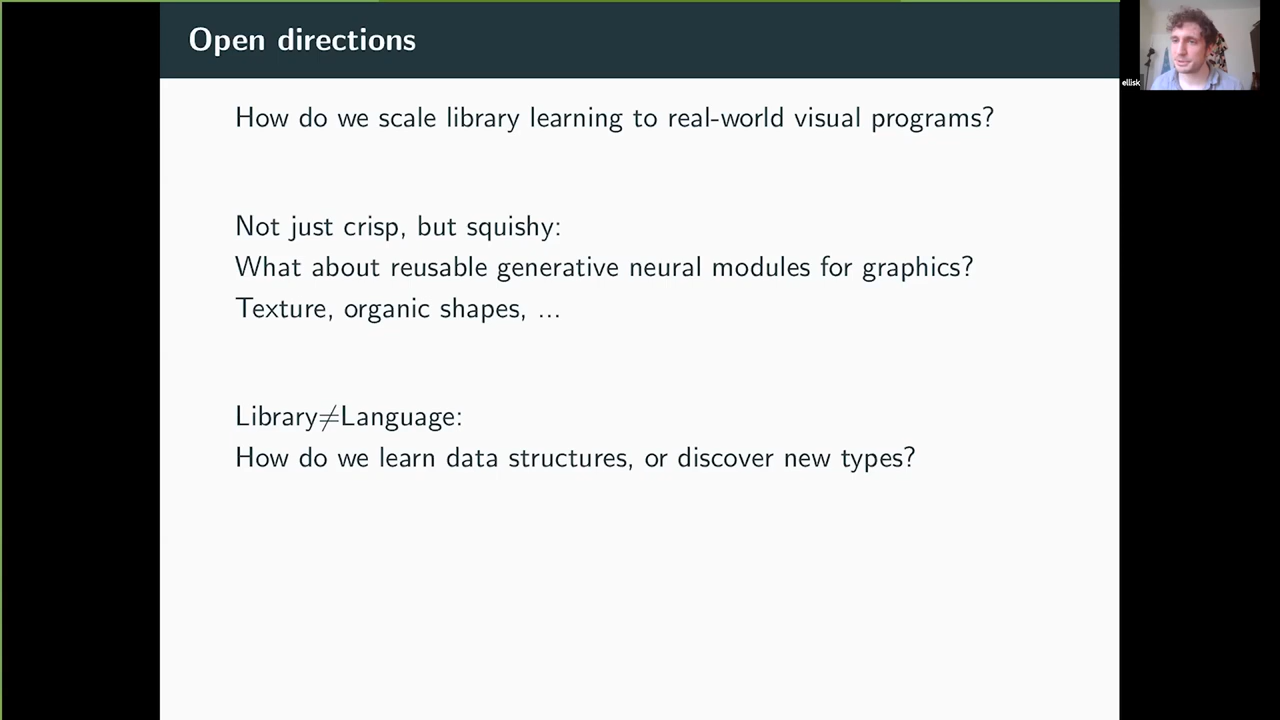 Open directions
ellisk
How do we scale library learning to real-world visual programs?
Not just crisp, but squishy:
What about reusable generative neural modules for graphics?
Texture, organic shapes, ...
Library≠Language:
How do we learn data structures, or discover new types?